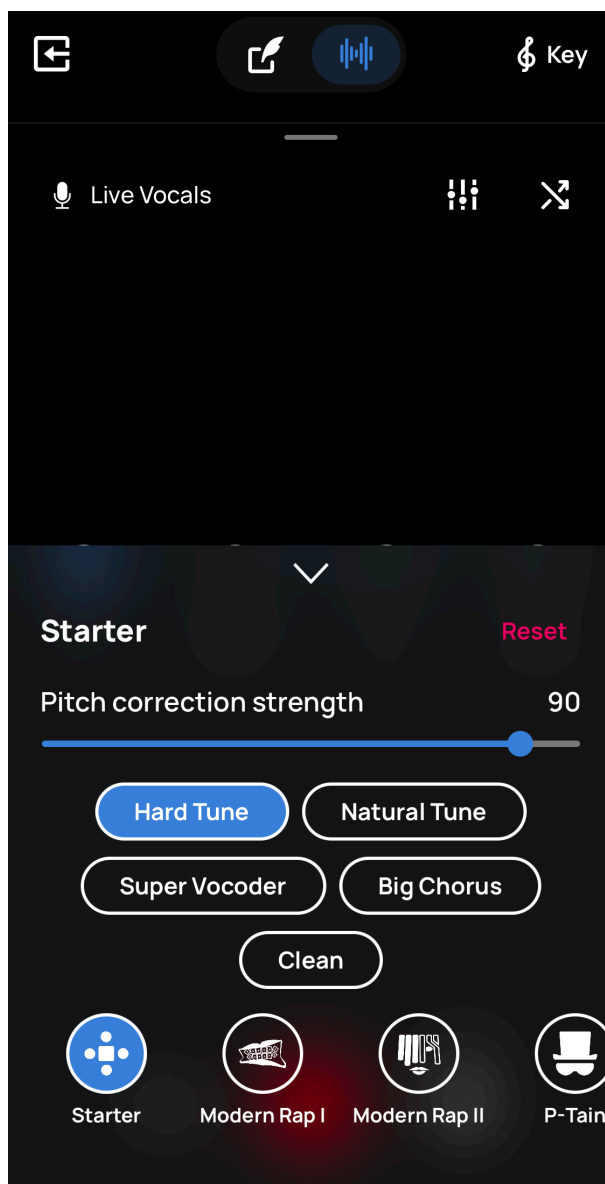 Key
Live Vocals
Starter Reset
Pitch correction strength 90
Hard Tune Natural Tune
Super Vocoder Big Chorus
Clean
Starter Modern Rap I Modern Rap II P-Tain